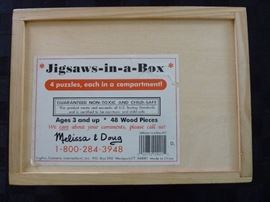 *Jigsaws-in-a-Box*
4 puzzles, each in a compartment!
GUARANTEED NON-TOXIC AND CHILD-SAFE
Ages 3 and up * 48 Wood Pieces
We care about your comments, please call us!
Melissa & Doug
1-800-284-3948